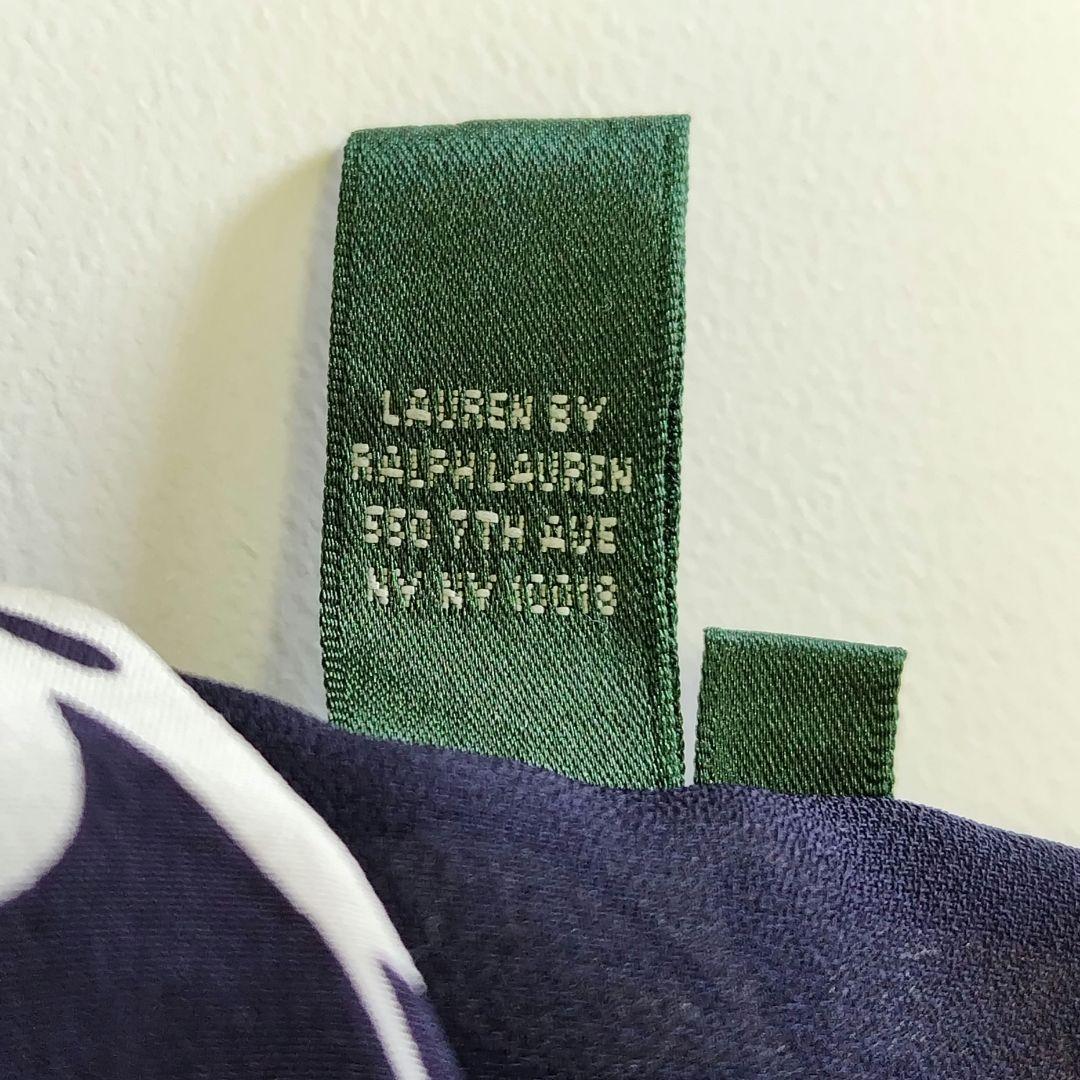 LAUREN BY
RALPH LAUREN
550 7TH AVE
NY NY 10018